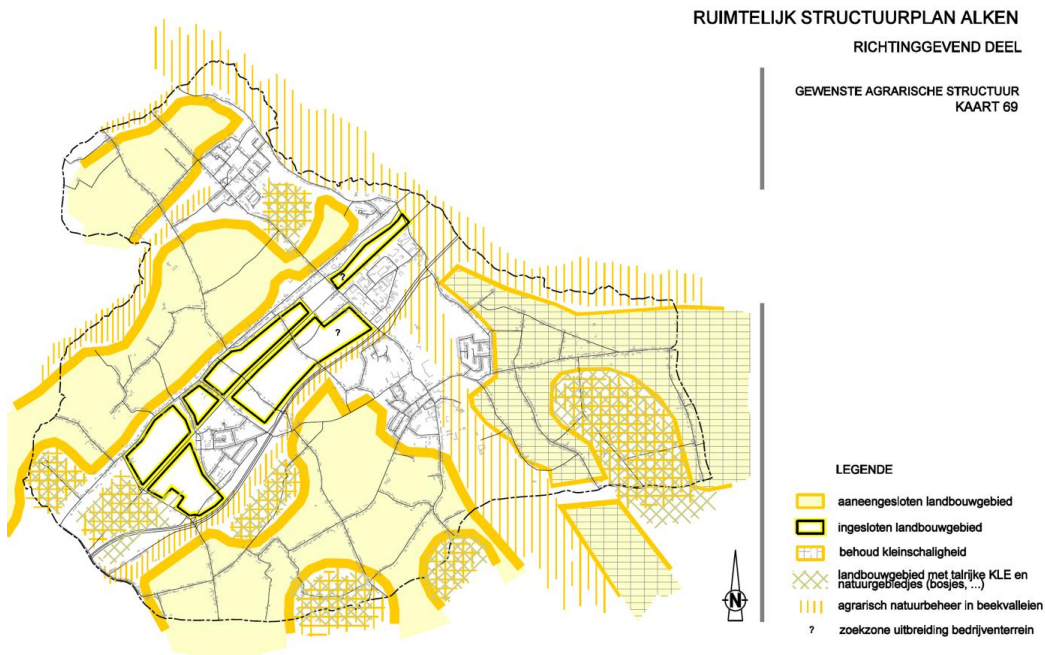 RUIMTELIJK STRUCTUURPLAN ALKEN
RICHTINGGEVEND DEEL
GEWENSTE AGRARISCHE STRUCTUUR
KAART 69
?
?
LEGENDE
aaneengesloten landbouwgebied
ingesloten landbouwgebied
behoud kleinschaligheid
landbouwgebied met talrijke KLE en
natuurgebiedjes (bosjes, ...)
agrarisch natuurbeheer in beekvalleien
? zoekzone uitbreiding bedrijventerrein
N